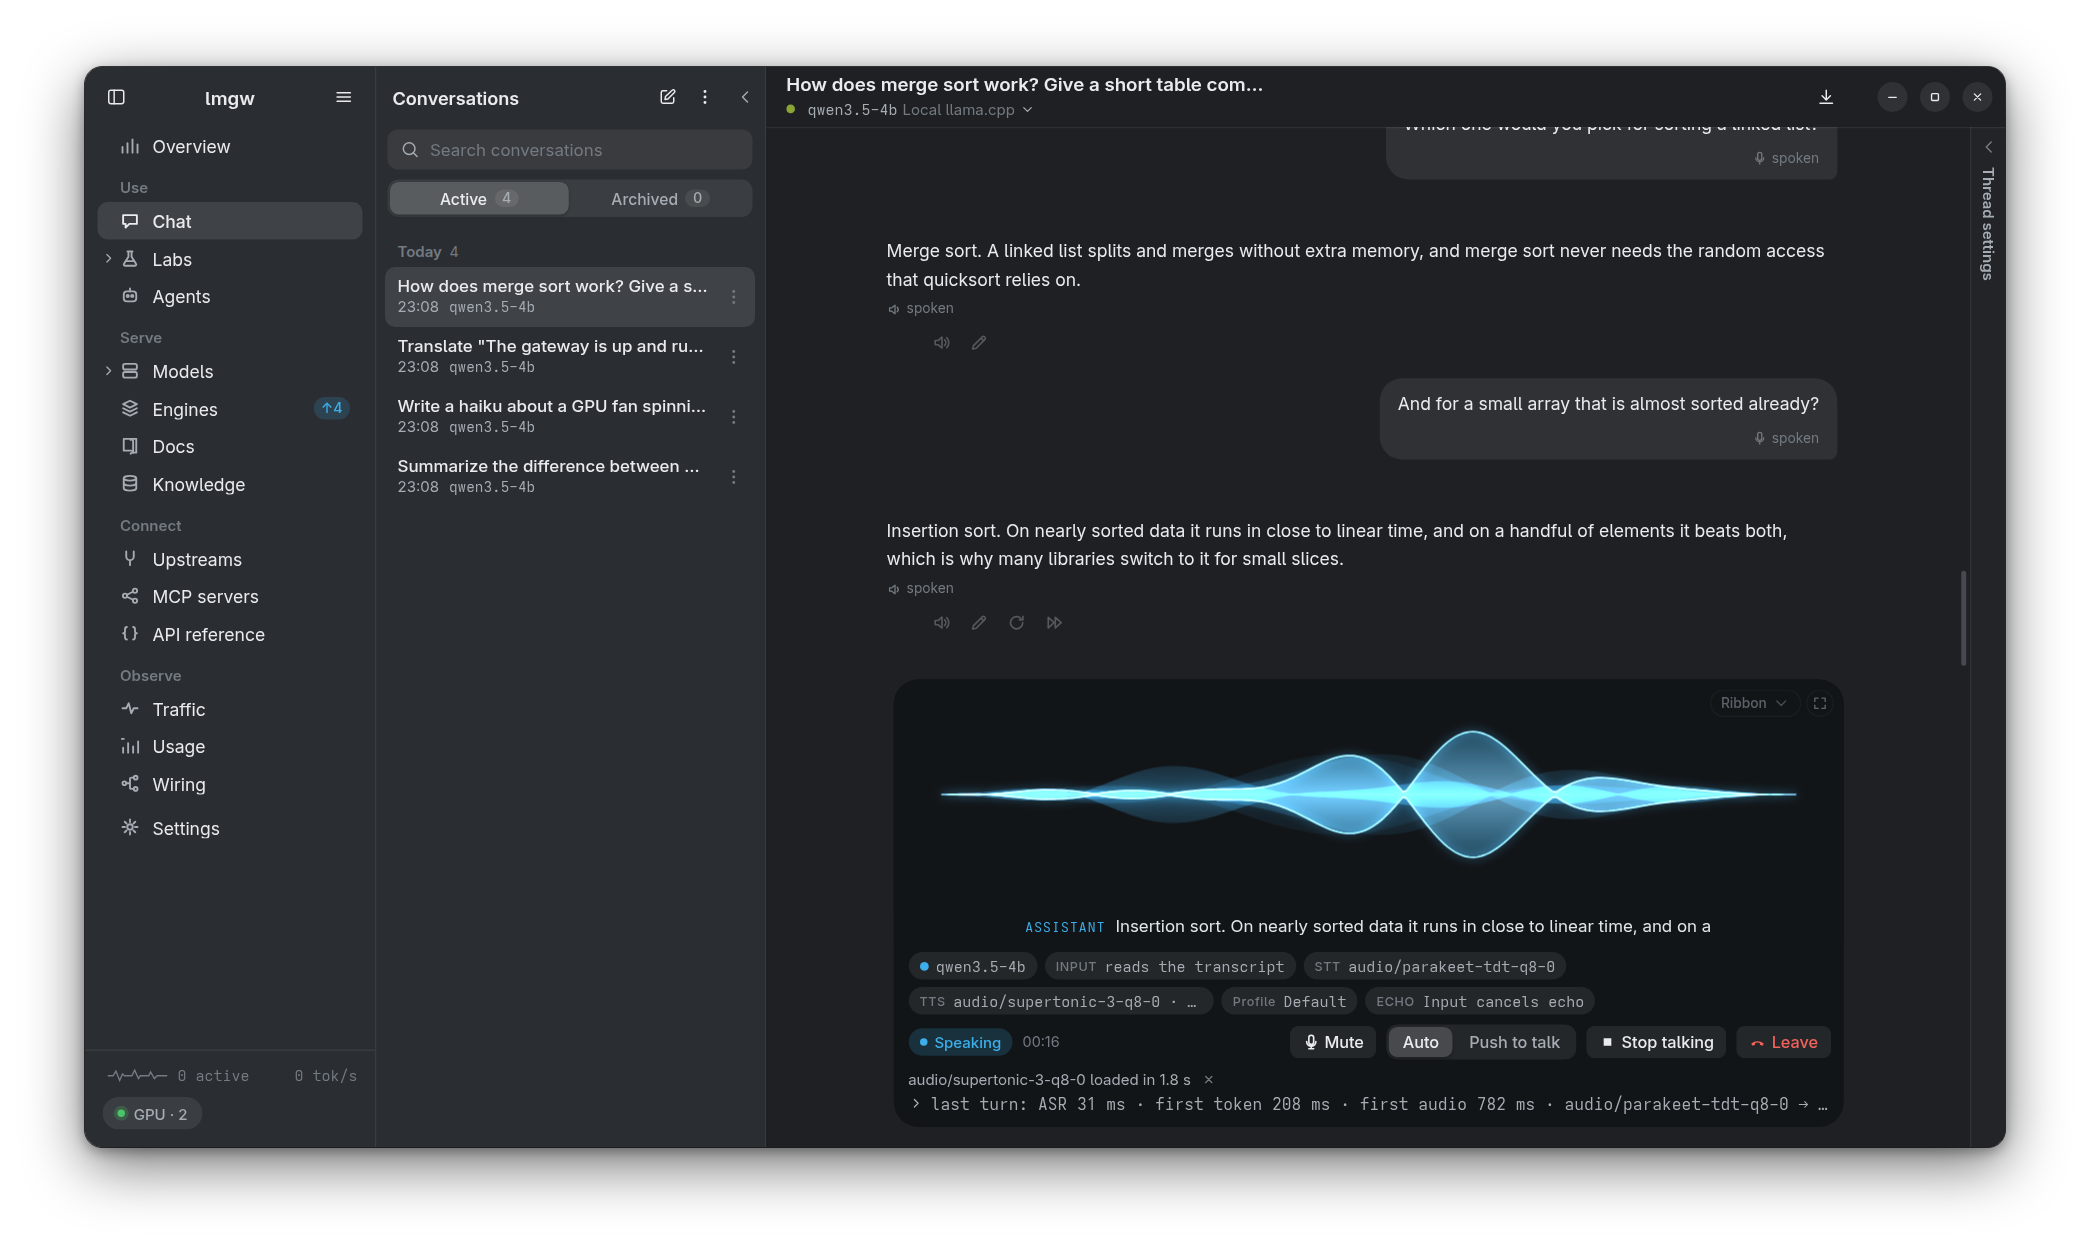 lmgw
Overview
Use
Chat
Labs
Agents
Serve
Models
Engines ↑4
Docs
Knowledge
Connect
Upstreams
MCP servers
API reference
Observe
Traffic
Usage
Wiring
Settings
0 active 0 tok/s
GPU · 2
Conversations
Search conversations
Active 4 Archived 0
Today 4
How does merge sort work? Give a s...
23:08 qwen3.5-4b
Translate "The gateway is up and ru...
23:08 qwen3.5-4b
Write a haiku about a GPU fan spinni...
23:08 qwen3.5-4b
Summarize the difference between ...
23:08 qwen3.5-4b
How does merge sort work? Give a short table com...
qwen3.5-4b Local llama.cpp
Which one would you pick for sorting a linked list?
spoken
Merge sort. A linked list splits and merges without extra memory, and merge sort never needs the random access
that quicksort relies on.
spoken
And for a small array that is almost sorted already?
spoken
Insertion sort. On nearly sorted data it runs in close to linear time, and on a handful of elements it beats both,
which is why many libraries switch to it for small slices.
spoken
Ribbon
ASSISTANT Insertion sort. On nearly sorted data it runs in close to linear time, and on a
qwen3.5-4b INPUT reads the transcript STT audio/parakeet-tdt-q8-0
TTS audio/supertonic-3-q8-0 · …
Profile Default ECHO Input cancels echo
Speaking 00:16 Mute Auto Push to talk Stop talking Leave
audio/supertonic-3-q8-0 loaded in 1.8 s ×
last turn: ASR 31 ms · first token 208 ms · first audio 782 ms · audio/parakeet-tdt-q8-0 → …
Thread settings